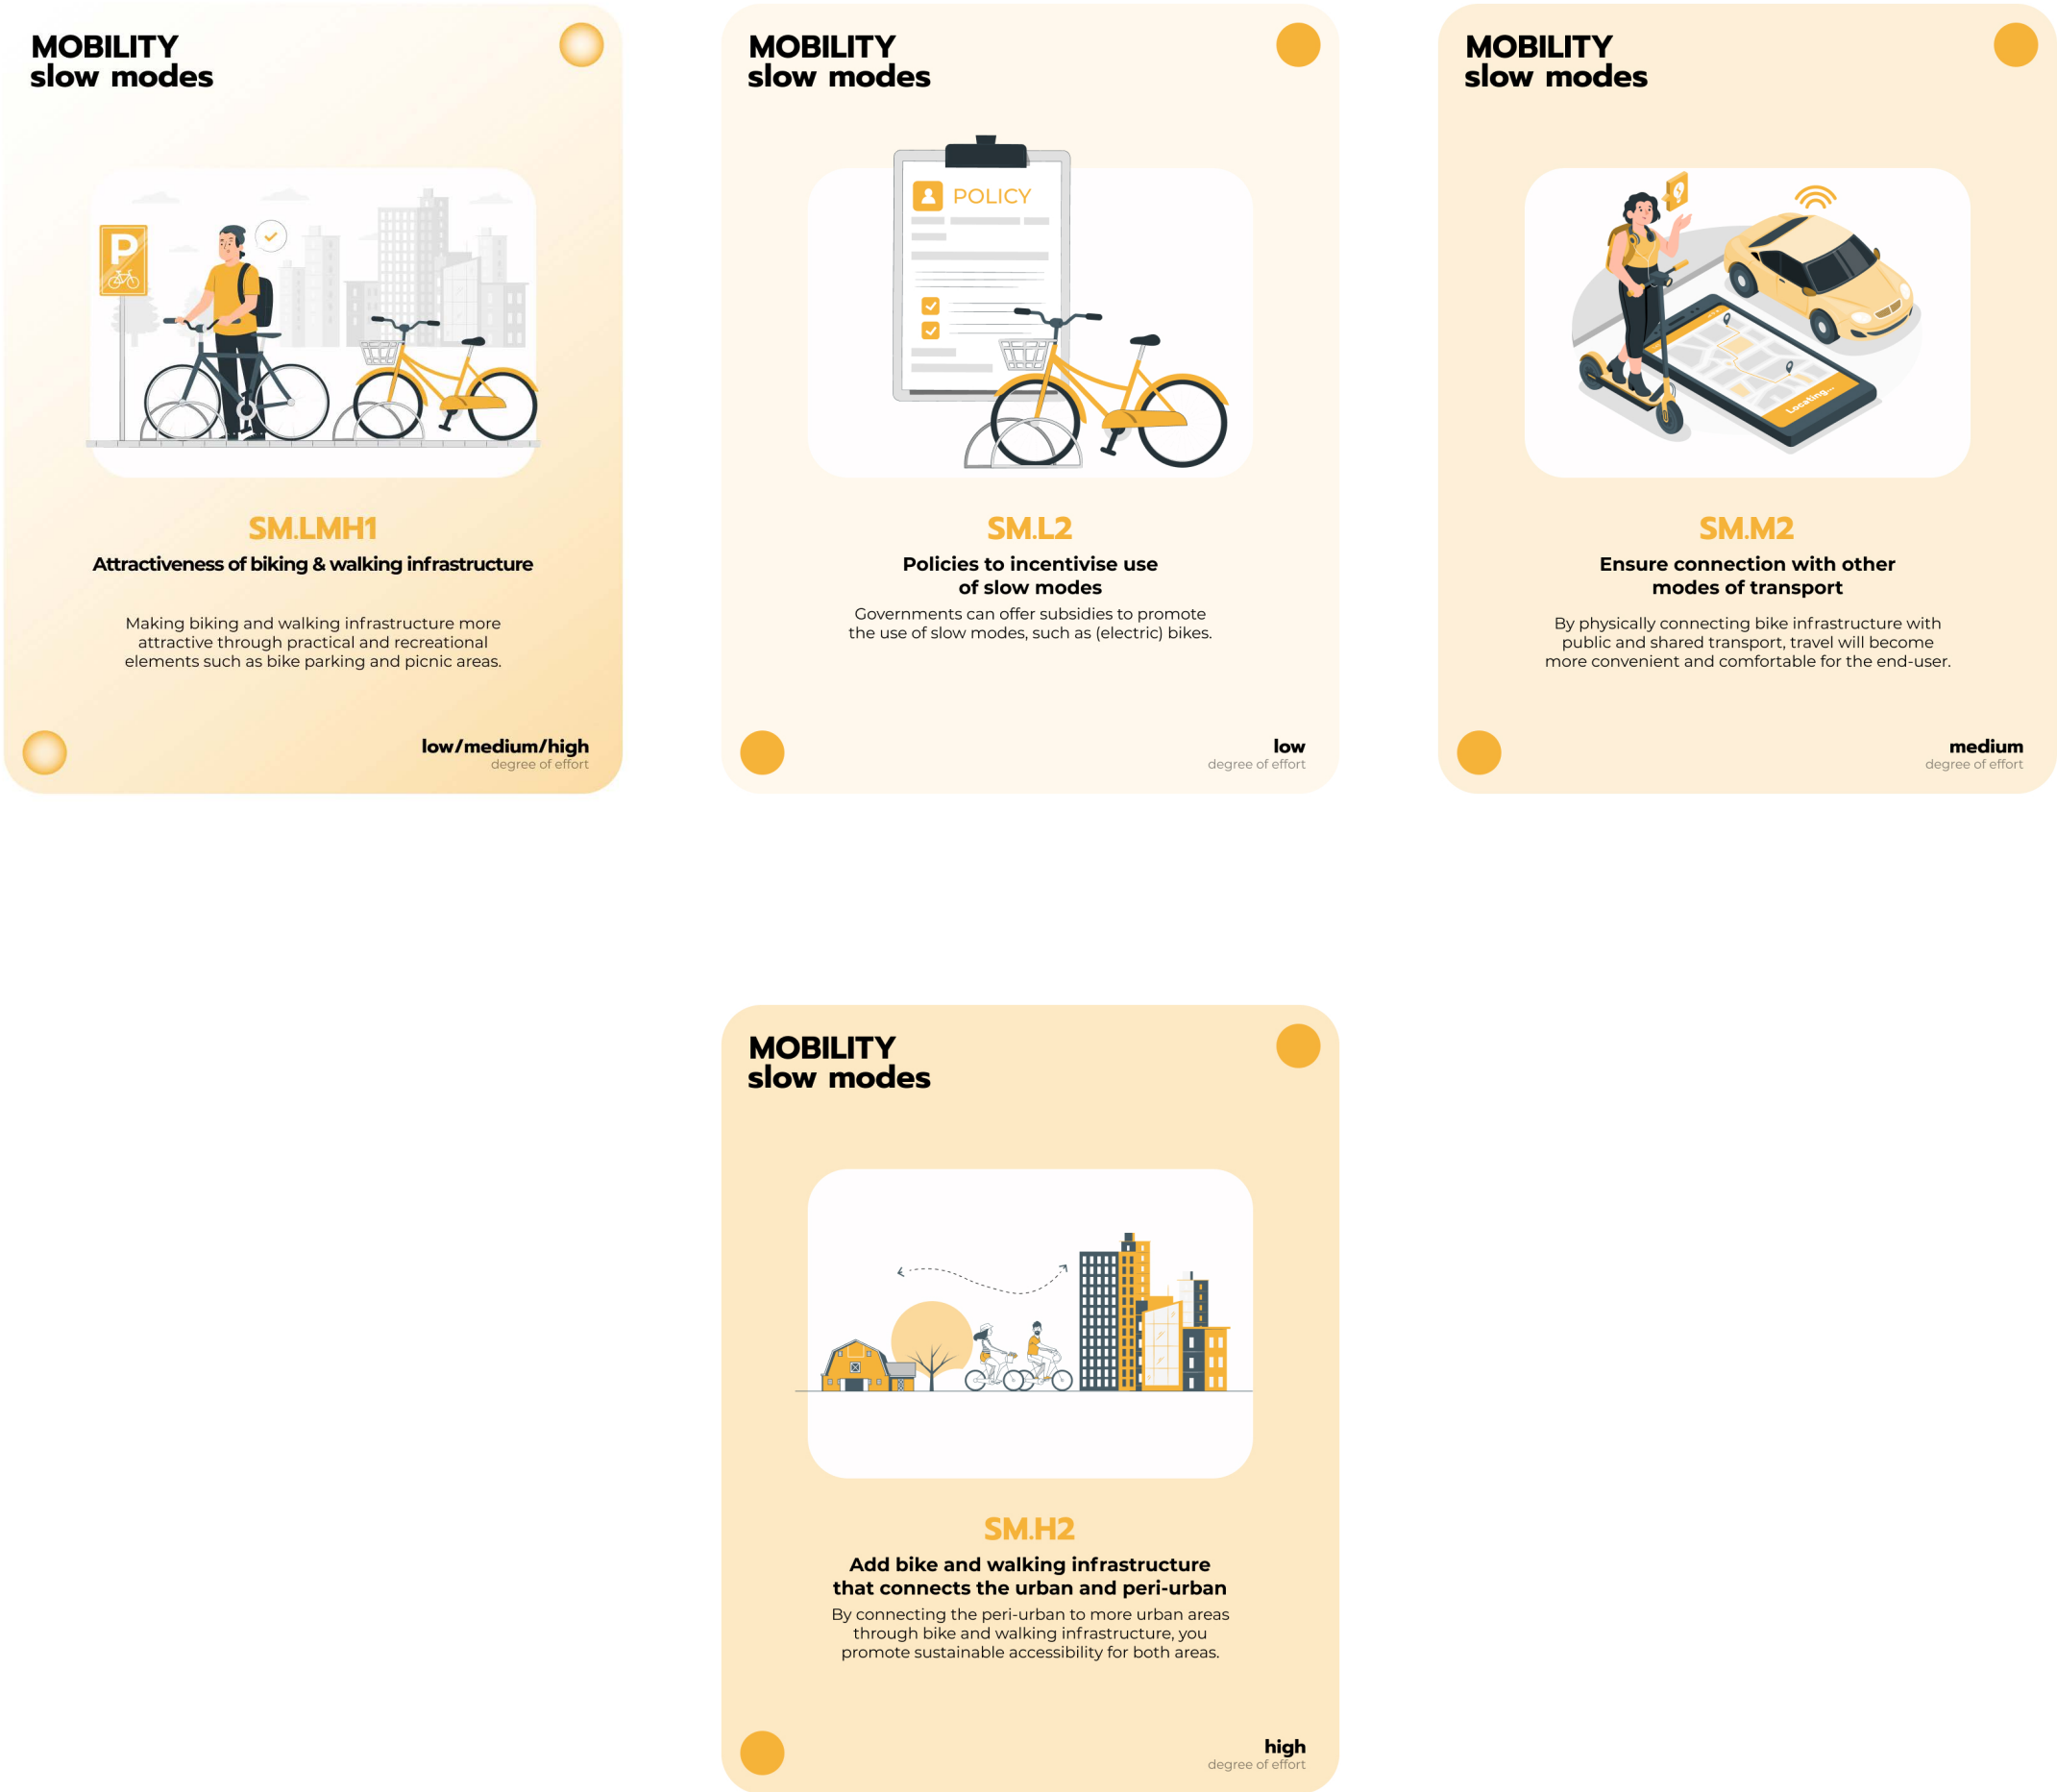 MOBILITY
slow modes
P
SM.LMH1
Attractiveness of biking & walking infrastructure
Making biking and walking infrastructure more
attractive through practical and recreational
elements such as bike parking and picnic areas.
low/medium/high
degree of effort
MOBILITY
slow modes
POLICY
SM.L2
Policies to incentivise use
of slow modes
Governments can offer subsidies to promote
the use of slow modes, such as (electric) bikes.
low
degree of effort
MOBILITY
slow modes
Locating...
SM.M2
Ensure connection with other
modes of transport
By physically connecting bike infrastructure with
public and shared transport, travel will become
more convenient and comfortable for the end-user.
medium
degree of effort
MOBILITY
slow modes
SM.H2
Add bike and walking infrastructure
that connects the urban and peri-urban
By connecting the peri-urban to more urban areas
through bike and walking infrastructure, you
promote sustainable accessibility for both areas.
high
degree of effort